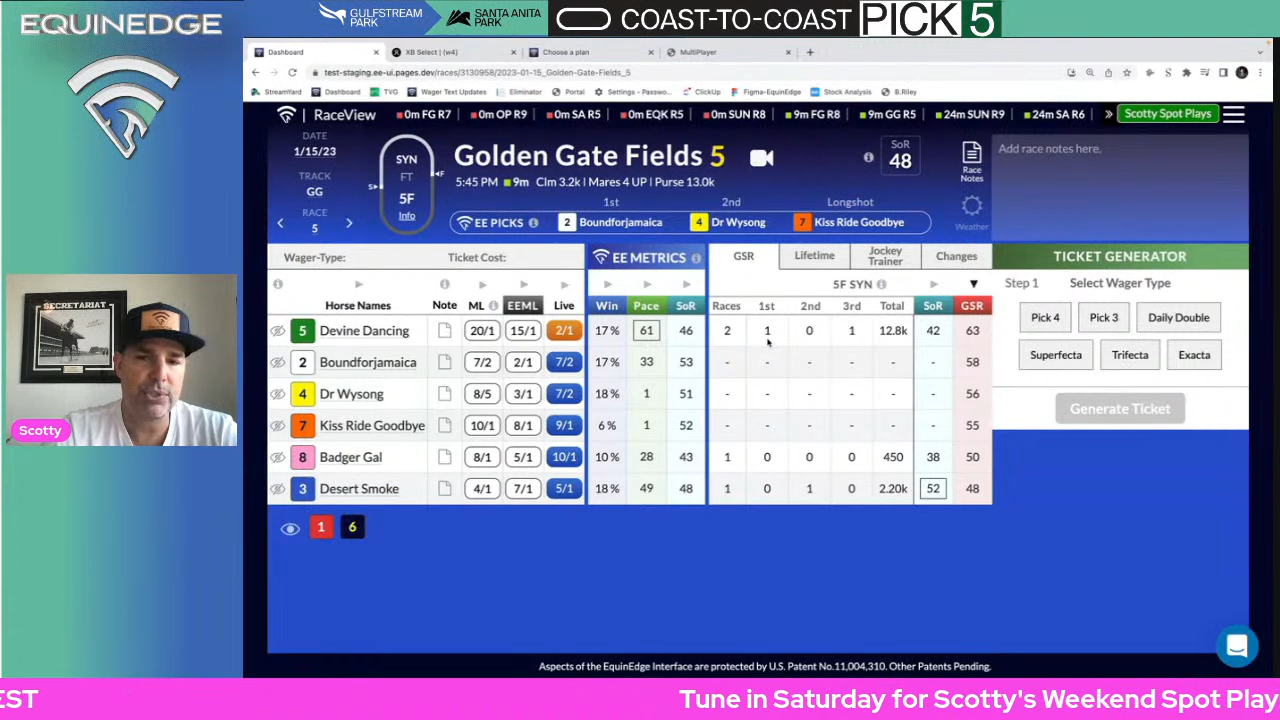 EQUINEDGE
GULFSTREAM PARK
SANTA ANITA PARK
COAST-TO-COAST PICK 5
Dashboard
XB Select | (w4)
Choose a plan
MultiPlayer
test-staging.ee-ui.pages.dev/races/3130958/2023-01-15_Golden-Gate-Fields_5
StreamYard Dashboard TVG Wager Text Updates Eliminator Portal Settings - Passwo... ClickUp Figma-EquinEdge Stock Analysis B.Riley
RaceView 0m FG R7 0m OP R9 0m SA R5 0m EQK R5 0m SUN R8 9m FG R8 9m GG R5 24m SUN R9 24m SA R6 » Scotty Spot Plays
DATE
1/15/23
TRACK
GG
RACE
5
SYN
FT
S
F
5F
Info
Golden Gate Fields 5
5:45 PM 9m Clm 3.2k | Mares 4 UP | Purse 13.0k
SoR
48
Race Notes
Weather
Add race notes here.
1st 2nd Longshot
EE PICKS 2 Boundforjamaica 4 Dr Wysong 7 Kiss Ride Goodbye
Wager-Type: Ticket Cost:
EE METRICS
GSR Lifetime Jockey Trainer Changes
TICKET GENERATOR
5F SYN
Step 1 Select Wager Type
Horse Names Note ML EEML Live Win Pace SoR Races 1st 2nd 3rd Total SoR GSR
5 Devine Dancing 20/1 15/1 2/1 17 % 61 46 2 1 0 12.8k 42 63
2 Boundforjamaica 7/2 2/1 7/2 17 % 33 53 - - - - - - 58
4 Dr Wysong 8/5 3/1 7/2 18 % 1 51 - - - - - - 56
7 Kiss Ride Goodbye 10/1 8/1 9/1 6 % 1 52 - - - - - - 55
8 Badger Gal 8/1 5/1 10/1 10 % 28 43 1 0 0 0 450 38 50
3 Desert Smoke 4/1 7/1 5/1 18 % 49 48 1 0 1 0 2.20k 52 48
1 6
Pick 4 Pick 3 Daily Double
Superfecta Trifecta Exacta
Generate Ticket
SECRETARIAT
Scotty
Aspects of the EquinEdge Interface are protected by U.S. Patent No.11,004,310. Other Patents Pending.
EST Tune in Saturday for Scotty's Weekend Spot Play